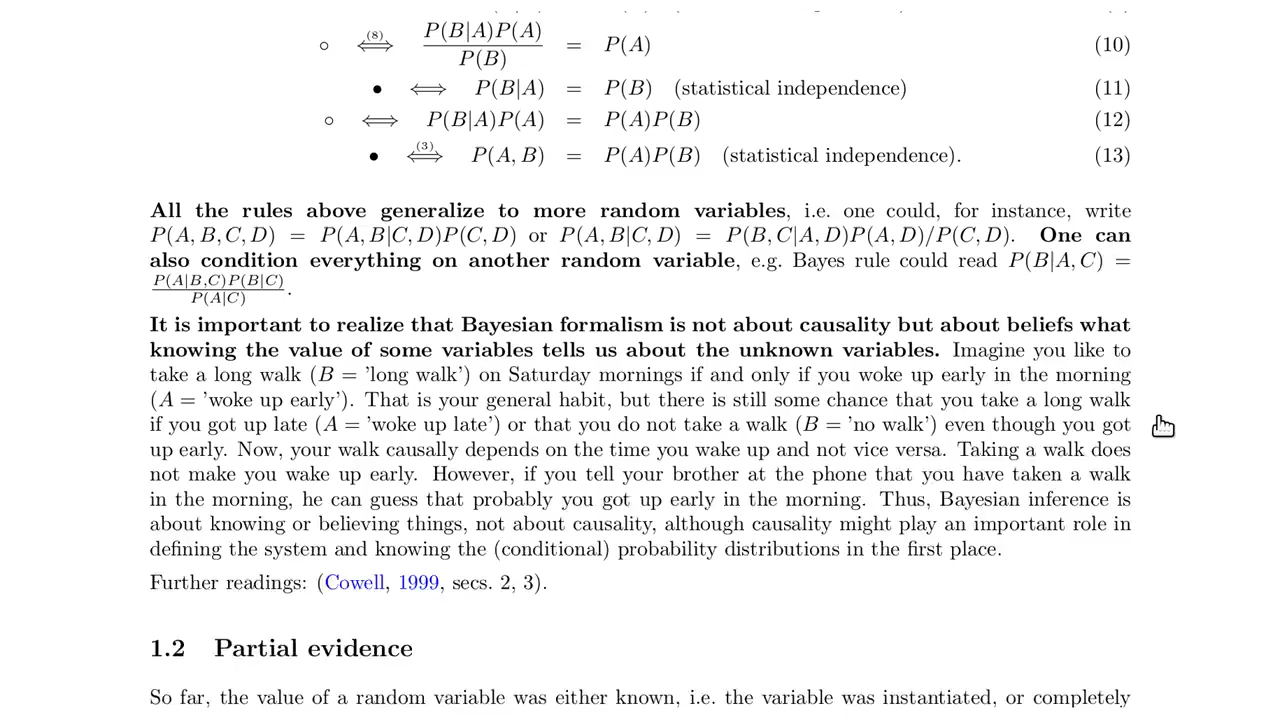 ∘ ⟺(8) P(B|A)P(A) / P(B) = P(A) (10)
• ⟺ P(B|A) = P(B) (statistical independence) (11)
∘ ⟺ P(B|A)P(A) = P(A)P(B) (12)
• ⟺(3) P(A, B) = P(A)P(B) (statistical independence). (13)
All the rules above generalize to more random variables, i.e. one could, for instance, write
P(A, B, C, D) = P(A, B|C, D)P(C, D) or P(A, B|C, D) = P(B, C|A, D)P(A, D)/P(C, D). One can
also condition everything on another random variable, e.g. Bayes rule could read P(B|A, C) =
P(A|B,C)P(B|C) / P(A|C) .
It is important to realize that Bayesian formalism is not about causality but about beliefs what
knowing the value of some variables tells us about the unknown variables. Imagine you like to
take a long walk (B = 'long walk') on Saturday mornings if and only if you woke up early in the morning
(A = 'woke up early'). That is your general habit, but there is still some chance that you take a long walk
if you got up late (A = 'woke up late') or that you do not take a walk (B = 'no walk') even though you got
up early. Now, your walk causally depends on the time you wake up and not vice versa. Taking a walk does
not make you wake up early. However, if you tell your brother at the phone that you have taken a walk
in the morning, he can guess that probably you got up early in the morning. Thus, Bayesian inference is
about knowing or believing things, not about causality, although causality might play an important role in
defining the system and knowing the (conditional) probability distributions in the first place.
Further readings: (Cowell, 1999, secs. 2, 3).
1.2 Partial evidence
So far, the value of a random variable was either known, i.e. the variable was instantiated, or completely